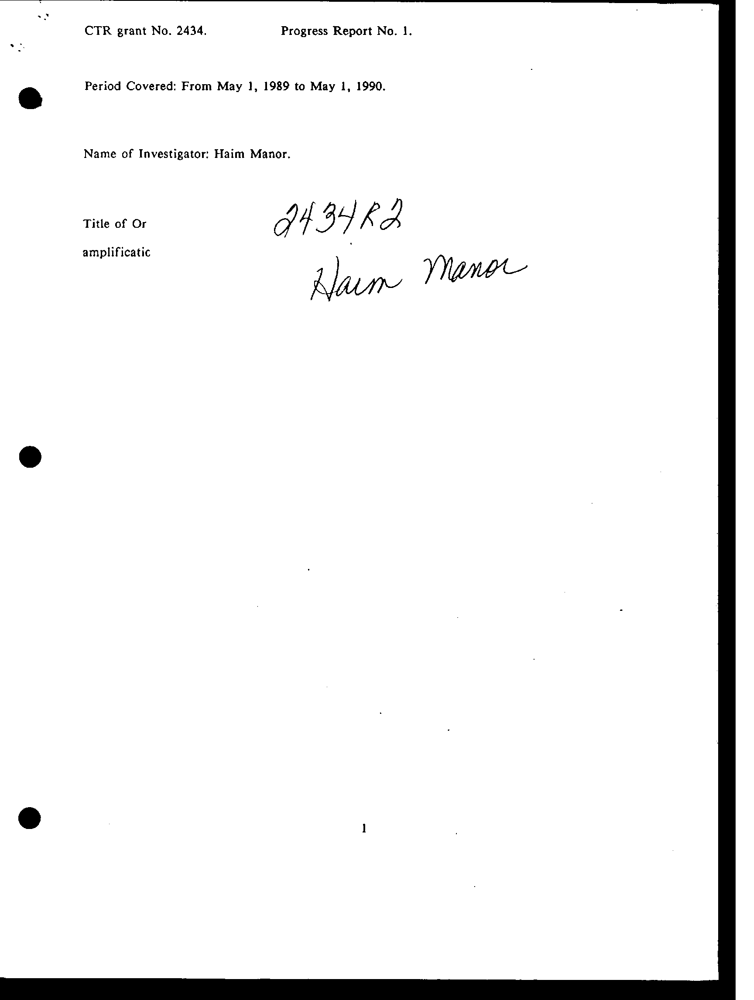 CTR grant No. 2434. Progress Report No. 1.
Period Covered: From May 1, 1989 to May 1, 1990.
Name of Investigator: Haim Manor.
Title of Or
amplificatic
2434R2
Haim Manor
1